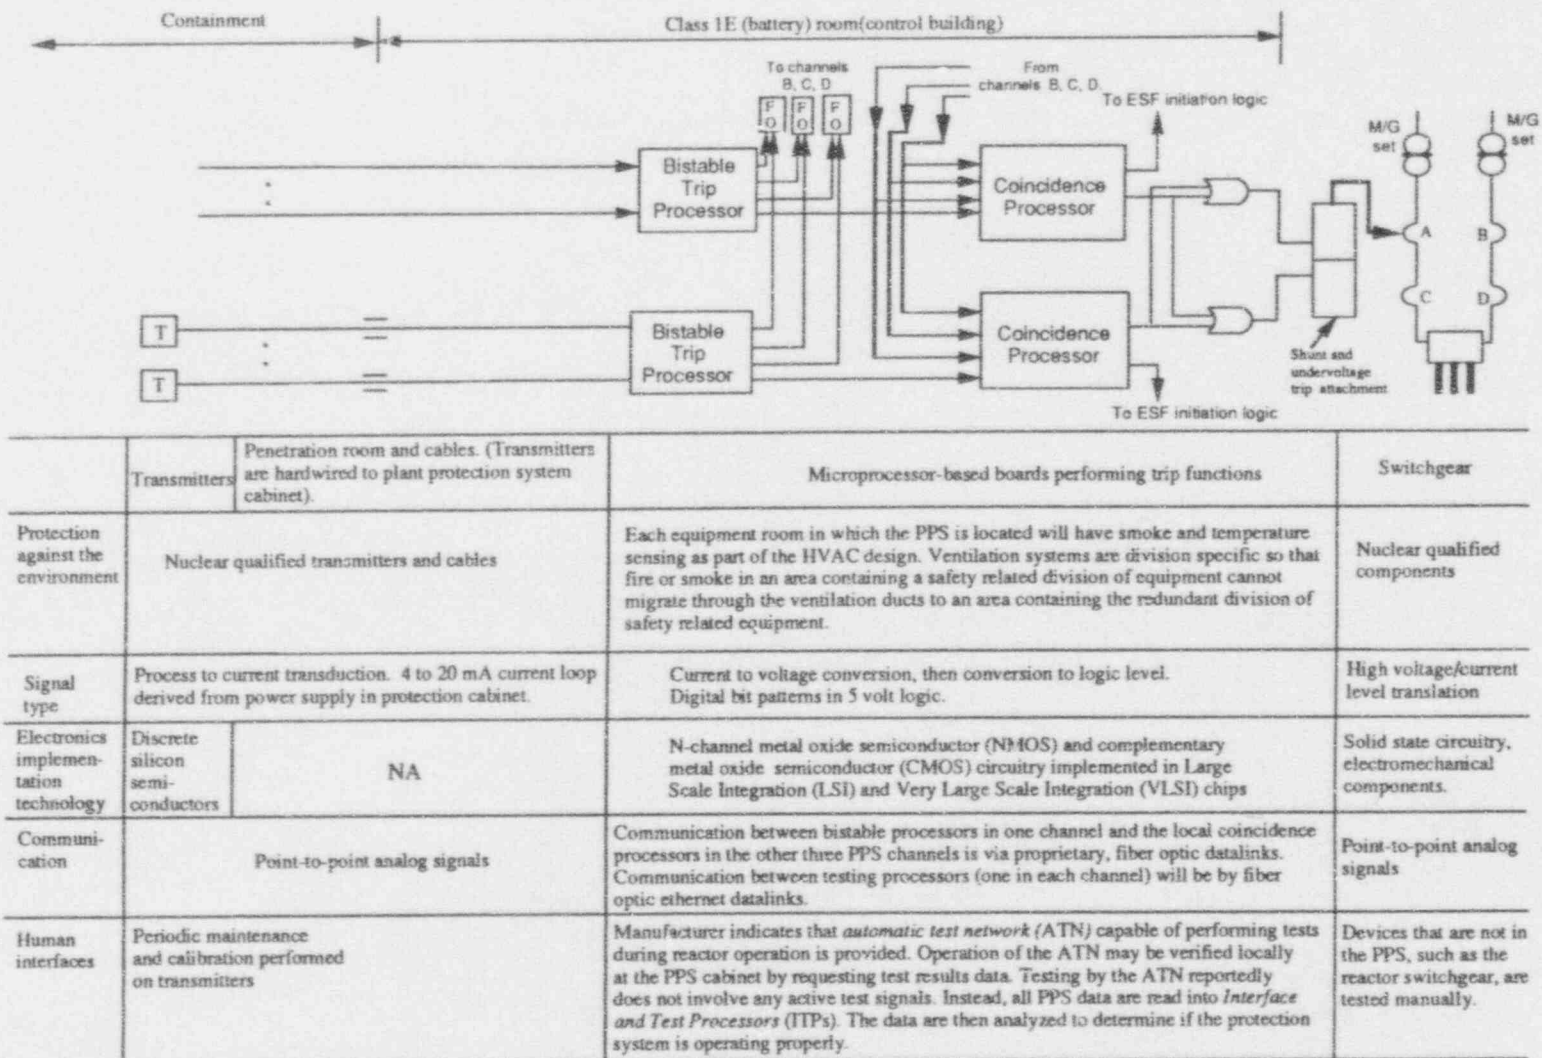 Containment
Class 1E (battery) room(control building)
To channels
B, C, D
From
channels B, C, D.
To ESF initiation logic
F O
F O
F O
M/G
set
M/G
set
Bistable
Trip
Processor
Coincidence
Processor
A
B
C
D
T
T
Bistable
Trip
Processor
Coincidence
Processor
Shunt and
undervoltage
trip attachment
To ESF initiation logic
Transmitters
Penetration room and cables. (Transmitters
are hardwired to plant protection system
cabinet).
Microprocessor-based boards performing trip functions
Switchgear
Protection
against the
environment
Nuclear qualified transmitters and cables
Each equipment room in which the PPS is located will have smoke and temperature
sensing as part of the HVAC design. Ventilation systems are division specific so that
fire or smoke in an area containing a safety related division of equipment cannot
migrate through the ventilation ducts to an area containing the redundant division of
safety related equipment.
Nuclear qualified
components
Signal
type
Process to current transduction. 4 to 20 mA current loop
derived from power supply in protection cabinet.
Current to voltage conversion, then conversion to logic level.
Digital bit patterns in 5 volt logic.
High voltage/current
level translation
Electronics
implemen-
tation
technology
Discrete
silicon
semi-
conductors
NA
N-channel metal oxide semiconductor (NMOS) and complementary
metal oxide semiconductor (CMOS) circuitry implemented in Large
Scale Integration (LSI) and Very Large Scale Integration (VLSI) chips
Solid state circuitry,
electromechanical
components.
Communi-
cation
Point-to-point analog signals
Communication between bistable processors in one channel and the local coincidence
processors in the other three PPS channels is via proprietary, fiber optic datalinks.
Communication between testing processors (one in each channel) will be by fiber
optic ethernet datalinks.
Point-to-point analog
signals
Human
interfaces
Periodic maintenance
and calibration performed
on transmitters
Manufacturer indicates that automatic test network (ATN) capable of performing tests
during reactor operation is provided. Operation of the ATN may be verified locally
at the PPS cabinet by requesting test results data. Testing by the ATN reportedly
does not involve any active test signals. Instead, all PPS data are read into Interface
and Test Processors (ITPs). The data are then analyzed to determine if the protection
system is operating properly.
Devices that are not in
the PPS, such as the
reactor switchgear, are
tested manually.